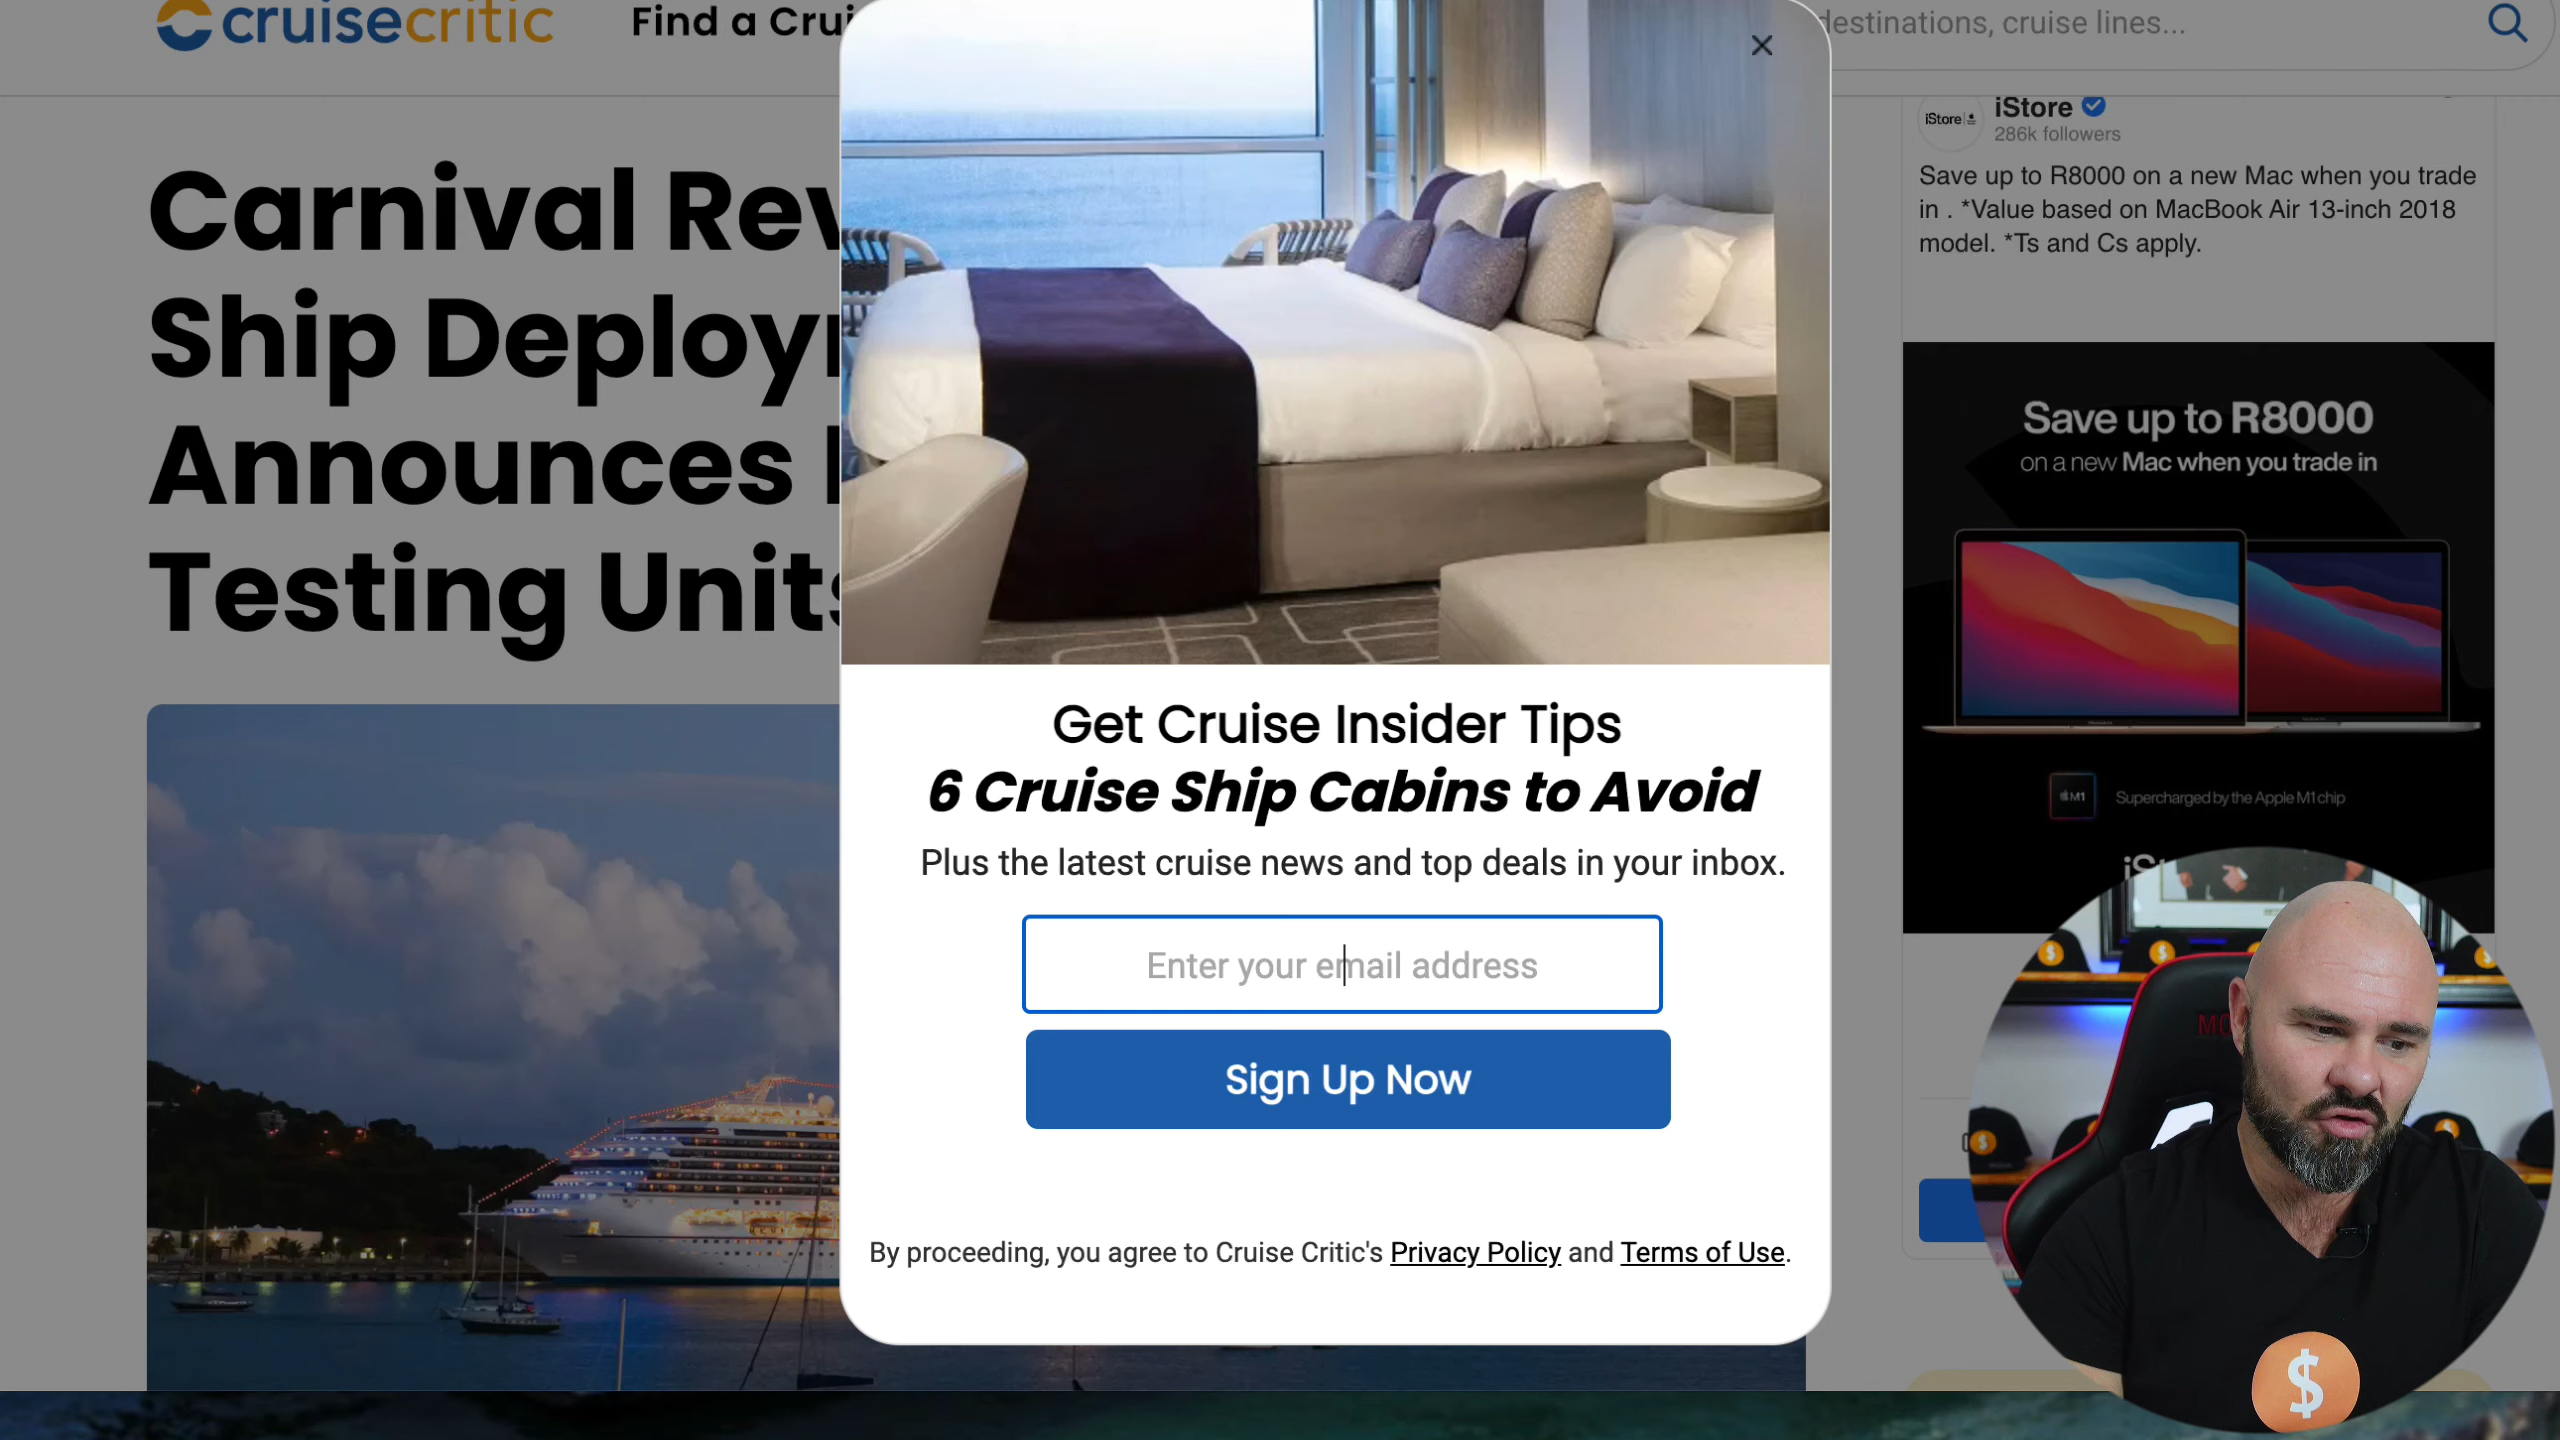 cruisecritic
Find a Crui
destinations, cruise lines...
Carnival Rev
Ship Deploy
Announces
Testing Units
Get Cruise Insider Tips
6 Cruise Ship Cabins to Avoid
Plus the latest cruise news and top deals in your inbox.
Enter your email address
Sign Up Now
By proceeding, you agree to Cruise Critic's Privacy Policy and Terms of Use.
iStore
iStore
286k followers
Save up to R8000 on a new Mac when you trade
in . *Value based on MacBook Air 13-inch 2018
model. *Ts and Cs apply.
Save up to R8000
on a new Mac when you trade in
M1
Supercharged by the Apple M1 chip
$